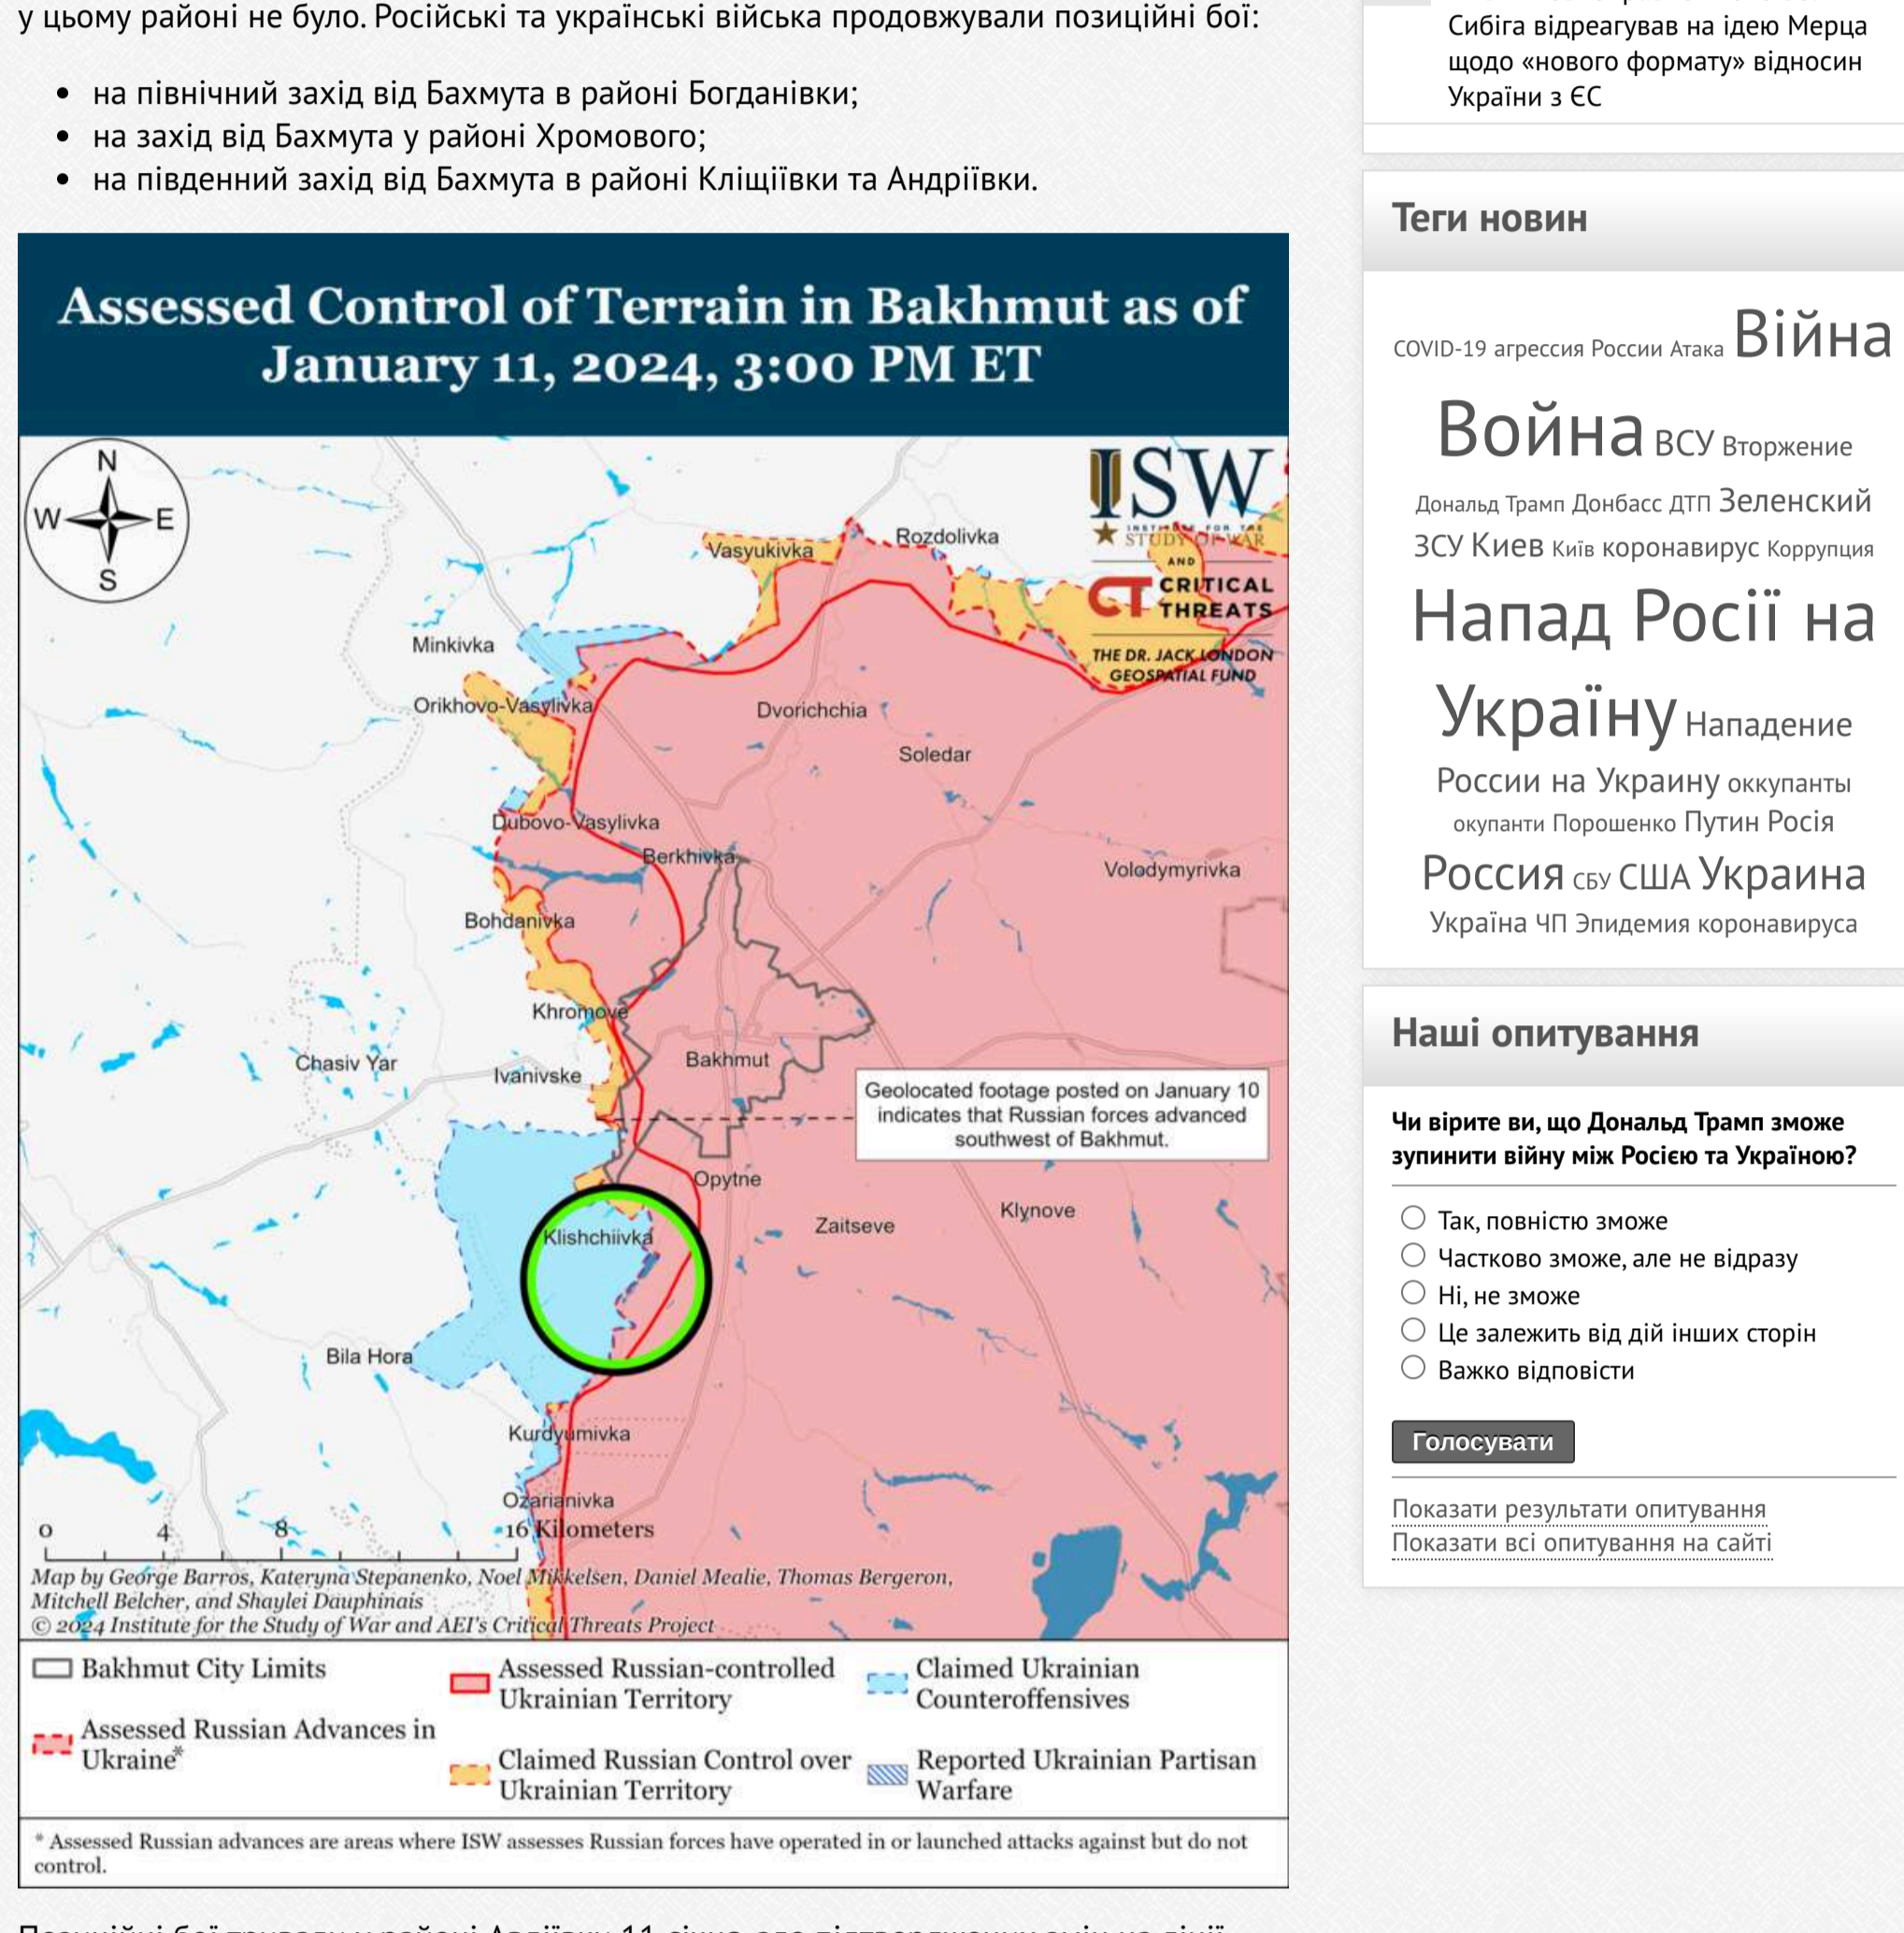 у цьому районі не було. Російські та українські війська продовжували позиційні бої:
на північний захід від Бахмута в районі Богданівки;
на захід від Бахмута у районі Хромового;
на південний захід від Бахмута в районі Кліщіївки та Андріївки.
Assessed Control of Terrain in Bakhmut as of
January 11, 2024, 3:00 PM ET
N
W E
S
ISW
INSTITUTE FOR THE
STUDY OF WAR
AND
CT CRITICAL
THREATS
THE DR. JACK LONDON
GEOSPATIAL FUND
Vasyukivka
Rozdolivka
Minkivka
Orikhovo-Vasylivka
Dvorichchia
Soledar
Dubovo-Vasylivka
Berkhivka
Volodymyrivka
Bohdanivka
Khromove
Chasiv Yar
Ivanivske
Bakhmut
Geolocated footage posted on January 10
indicates that Russian forces advanced
southwest of Bakhmut.
Opytne
Klynove
Zaitseve
Klishchiivka
Bila Hora
Kurdyumivka
Ozarianivka
0 4 8 16 Kilometers
Map by George Barros, Kateryna Stepanenko, Noel Mikkelsen, Daniel Mealie, Thomas Bergeron,
Mitchell Belcher, and Shaylei Dauphinais
© 2024 Institute for the Study of War and AEI's Critical Threats Project
Bakhmut City Limits
Assessed Russian Advances in
Ukraine*
Assessed Russian-controlled
Ukrainian Territory
Claimed Russian Control over
Ukrainian Territory
Claimed Ukrainian
Counteroffensives
Reported Ukrainian Partisan
Warfare
* Assessed Russian advances are areas where ISW assesses Russian forces have operated in or launched attacks against but do not
control.
Сибіга відреагував на ідею Мерца
щодо «нового формату» відносин
України з ЄС
Теги новин
COVID-19 агрессия России Атака Війна
Война ВСУ Вторжение
Дональд Трамп Донбасс ДТП Зеленский
ЗСУ Киев Київ коронавирус Коррупция
Напад Росії на
Україну Нападение
России на Украину оккупанты
окупанти Порошенко Путин Росія
Россия СБУ США Украина
Україна ЧП Эпидемия коронавируса
Наші опитування
Чи вірите ви, що Дональд Трамп зможе
зупинити війну між Росією та Україною?
Так, повністю зможе
Частково зможе, але не відразу
Ні, не зможе
Це залежить від дій інших сторін
Важко відповісти
Голосувати
Показати результати опитування
Показати всі опитування на сайті